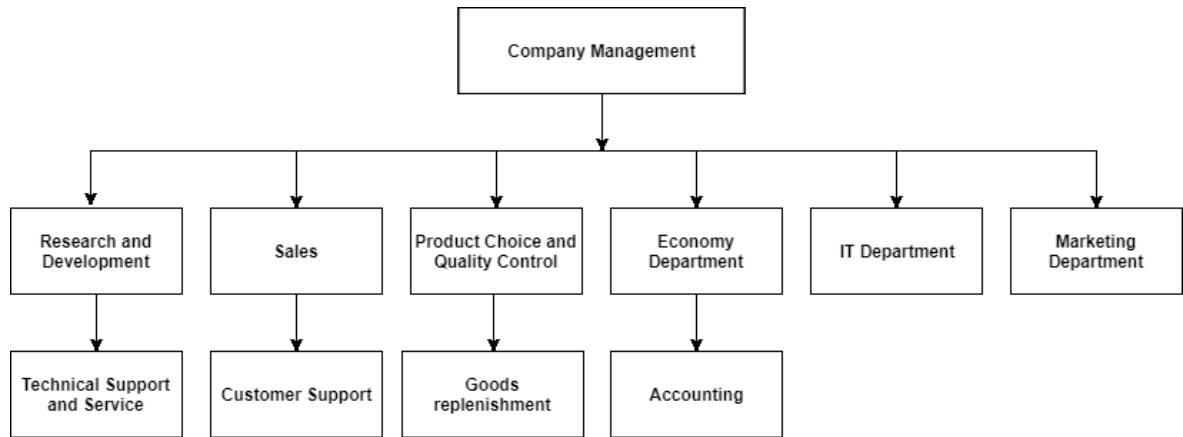 Company Management
Research and
Development
Sales
Product Choice and
Quality Control
Economy
Department
IT Department
Marketing
Department
Technical Support
and Service
Customer Support
Goods
replenishment
Accounting